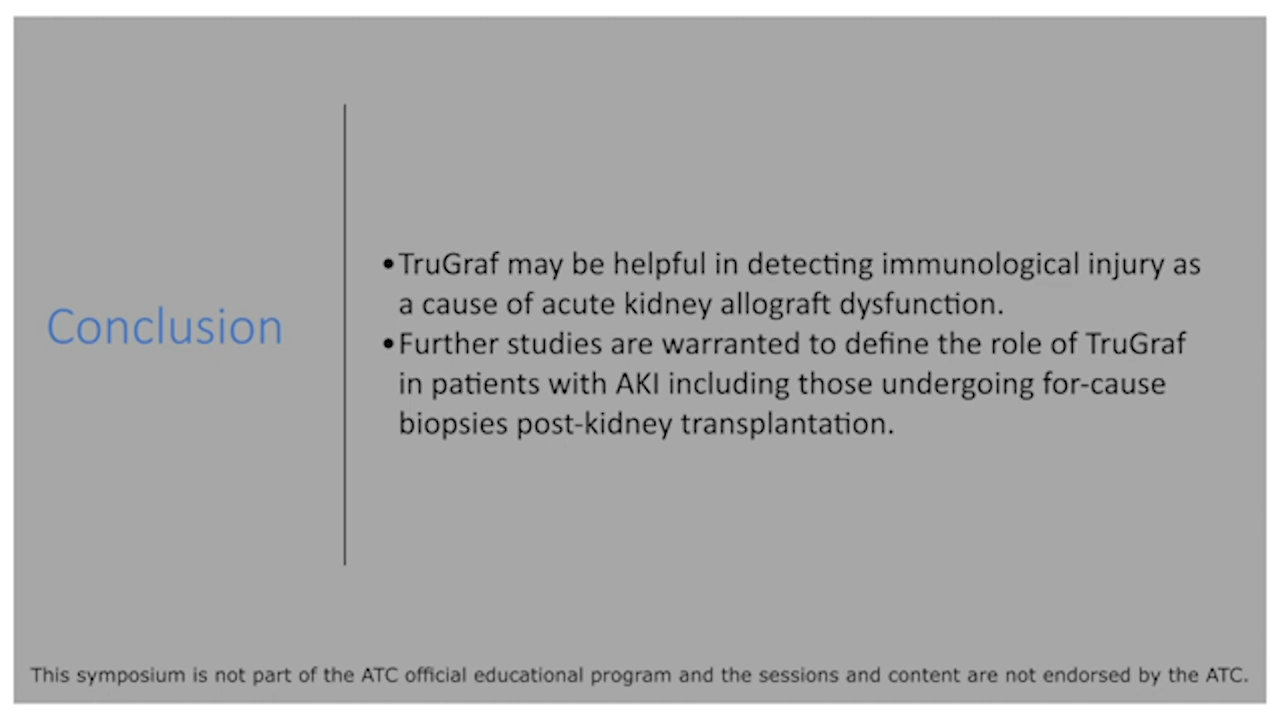 Conclusion
•TruGraf may be helpful in detecting immunological injury as
a cause of acute kidney allograft dysfunction.
•Further studies are warranted to define the role of TruGraf
in patients with AKI including those undergoing for-cause
biopsies post-kidney transplantation.
This symposium is not part of the ATC official educational program and the sessions and content are not endorsed by the ATC.